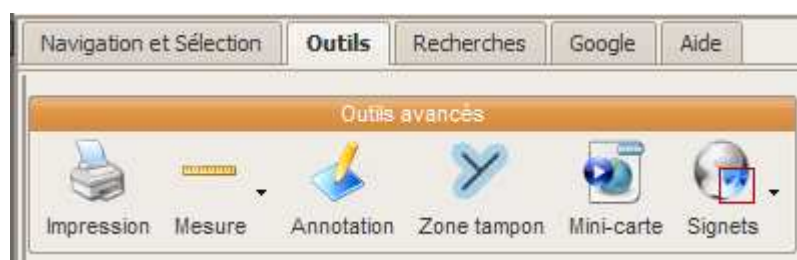 Navigation et Sélection Outils Recherches Google Aide
Outils avancés
Impression Mesure Annotation Zone tampon Mini-carte Signets